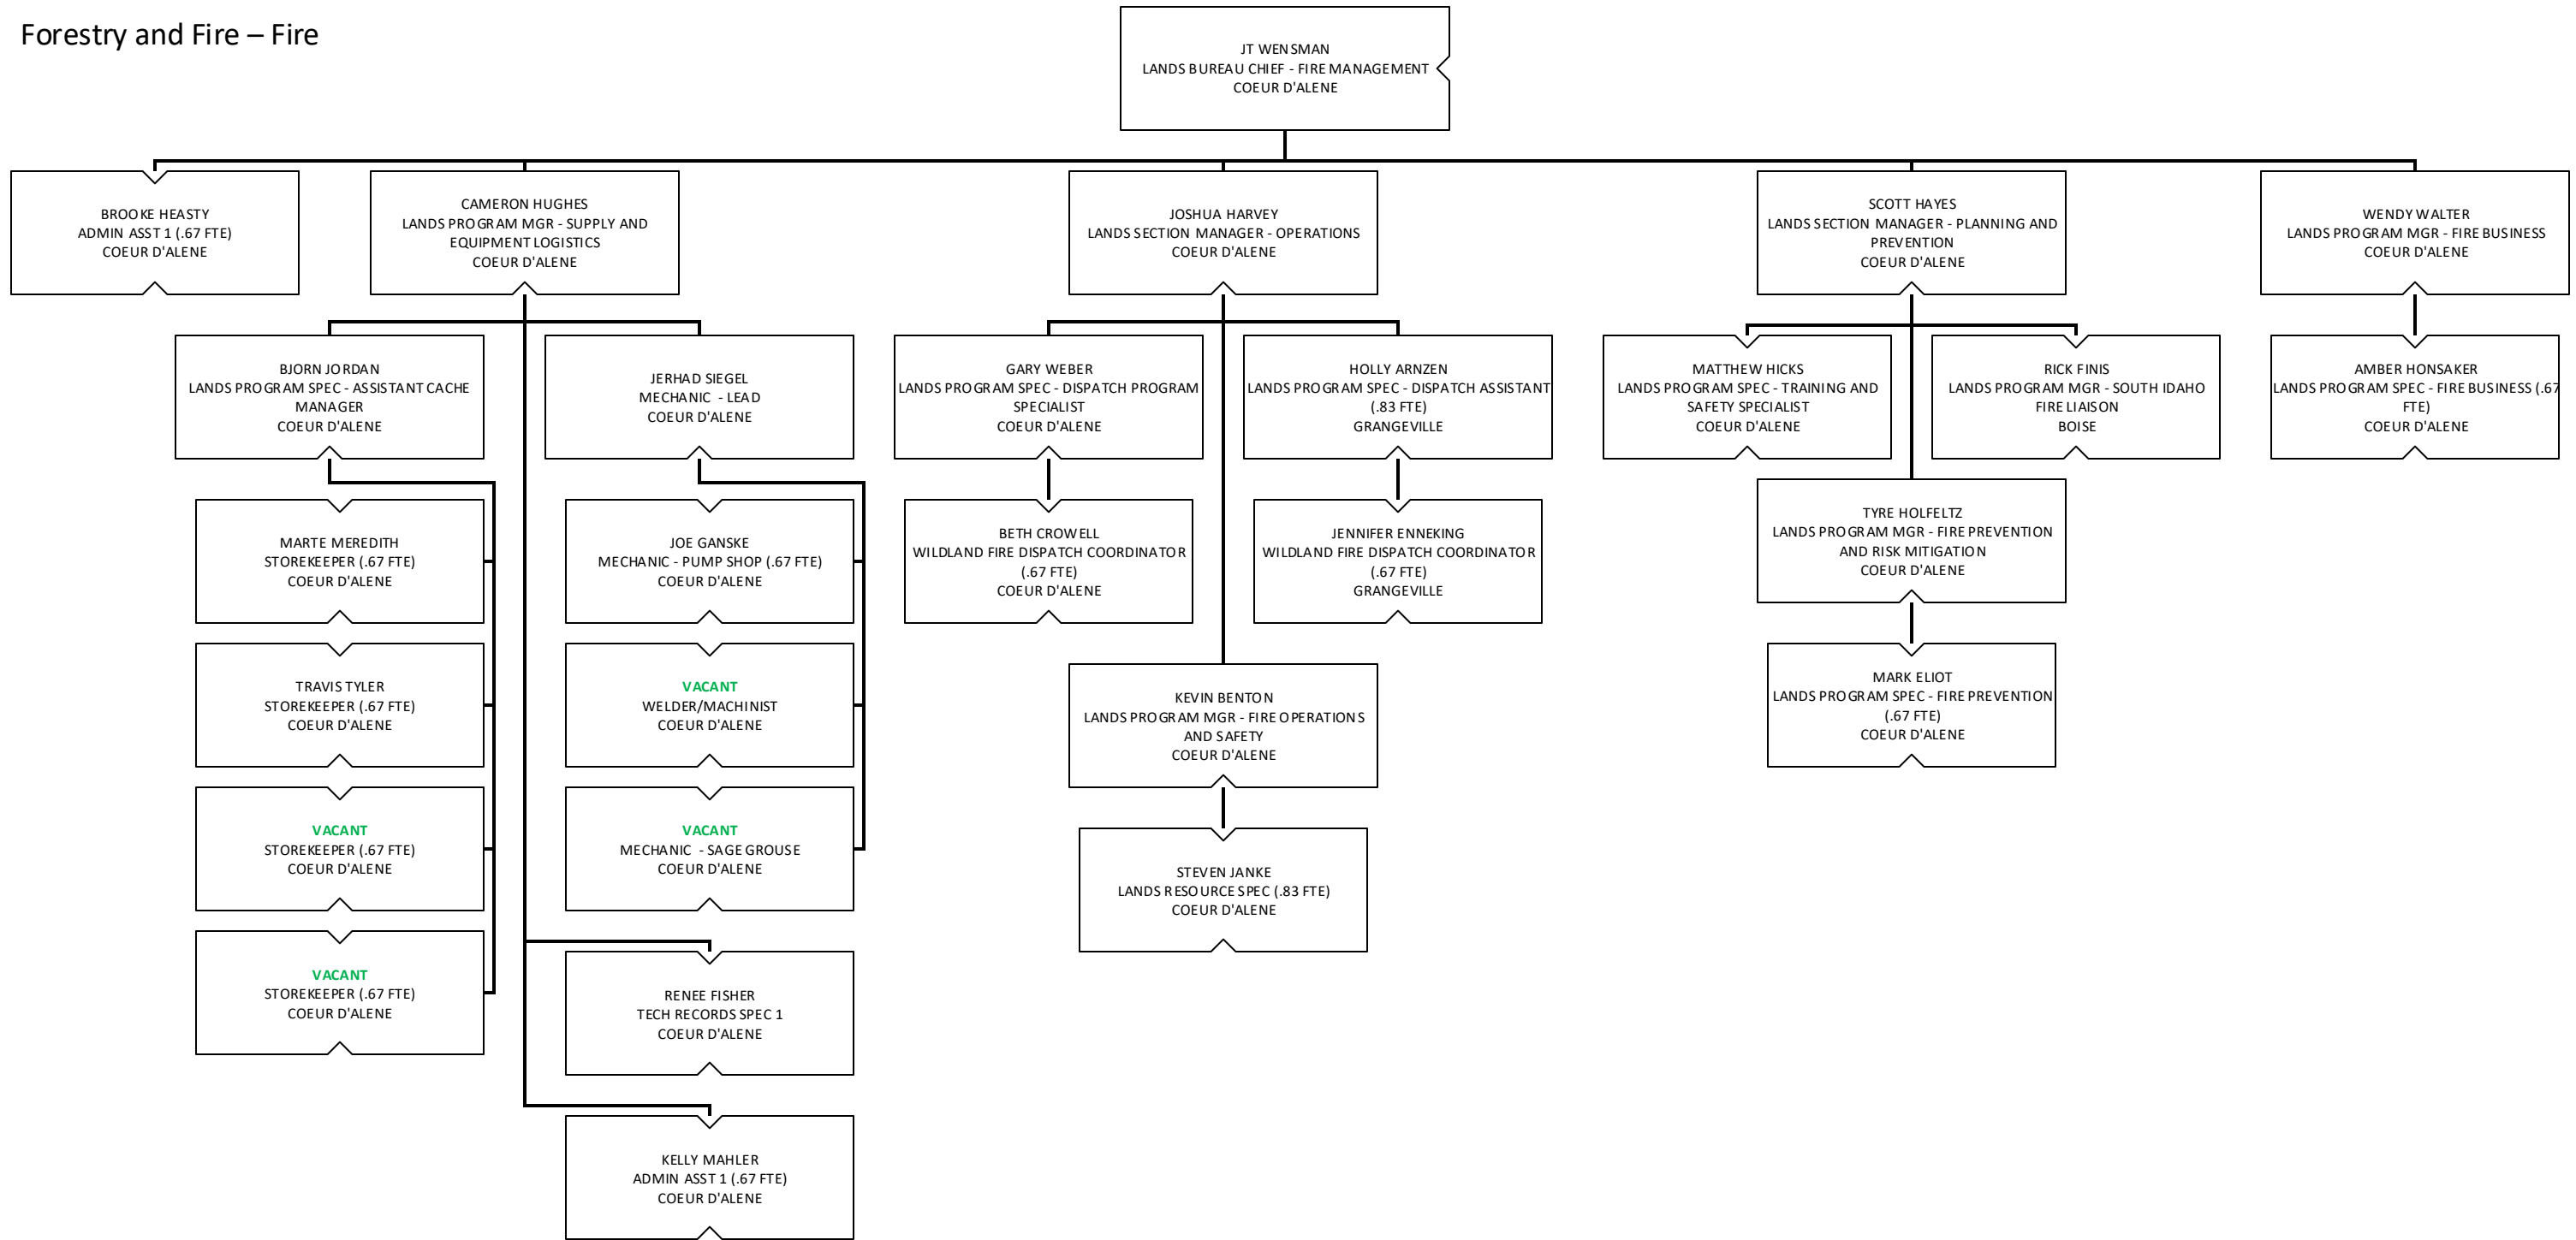 Forestry and Fire – Fire
JT WENSMAN
LANDS BUREAU CHIEF - FIRE MANAGEMENT
COEUR D'ALENE
BROOKE HEASTY
ADMIN ASST 1 (.67 FTE)
COEUR D'ALENE
CAMERON HUGHES
LANDS PROGRAM MGR - SUPPLY AND
EQUIPMENT LOGISTICS
COEUR D'ALENE
JOSHUA HARVEY
LANDS SECTION MANAGER - OPERATIONS
COEUR D'ALENE
SCOTT HAYES
LANDS SECTION MANAGER - PLANNING AND
PREVENTION
COEUR D'ALENE
WENDY WALTER
LANDS PROGRAM MGR - FIRE BUSINESS
COEUR D'ALENE
BJORN JORDAN
LANDS PROGRAM SPEC - ASSISTANT CACHE
MANAGER
COEUR D'ALENE
JERHAD SIEGEL
MECHANIC - LEAD
COEUR D'ALENE
GARY WEBER
LANDS PROGRAM SPEC - DISPATCH PROGRAM
SPECIALIST
COEUR D'ALENE
HOLLY ARNZEN
LANDS PROGRAM SPEC - DISPATCH ASSISTANT
(.83 FTE)
GRANGEVILLE
MATTHEW HICKS
LANDS PROGRAM SPEC - TRAINING AND
SAFETY SPECIALIST
COEUR D'ALENE
RICK FINIS
LANDS PROGRAM MGR - SOUTH IDAHO
FIRE LIAISON
BOISE
AMBER HONSAKER
LANDS PROGRAM SPEC - FIRE BUSINESS (.67
FTE)
COEUR D'ALENE
MARTE MEREDITH
STOREKEEPER (.67 FTE)
COEUR D'ALENE
JOE GANSKE
MECHANIC - PUMP SHOP (.67 FTE)
COEUR D'ALENE
BETH CROWELL
WILDLAND FIRE DISPATCH COORDINATOR
(.67 FTE)
COEUR D'ALENE
JENNIFER ENNEKING
WILDLAND FIRE DISPATCH COORDINATOR
(.67 FTE)
GRANGEVILLE
TYRE HOLFELTZ
LANDS PROGRAM MGR - FIRE PREVENTION
AND RISK MITIGATION
COEUR D'ALENE
TRAVIS TYLER
STOREKEEPER (.67 FTE)
COEUR D'ALENE
VACANT
WELDER/MACHINIST
COEUR D'ALENE
KEVIN BENTON
LANDS PROGRAM MGR - FIRE OPERATIONS
AND SAFETY
COEUR D'ALENE
MARK ELIOT
LANDS PROGRAM SPEC - FIRE PREVENTION
(.67 FTE)
COEUR D'ALENE
VACANT
STOREKEEPER (.67 FTE)
COEUR D'ALENE
VACANT
MECHANIC - SAGE GROUSE
COEUR D'ALENE
STEVEN JANKE
LANDS RESOURCE SPEC (.83 FTE)
COEUR D'ALENE
VACANT
STOREKEEPER (.67 FTE)
COEUR D'ALENE
RENEE FISHER
TECH RECORDS SPEC 1
COEUR D'ALENE
KELLY MAHLER
ADMIN ASST 1 (.67 FTE)
COEUR D'ALENE